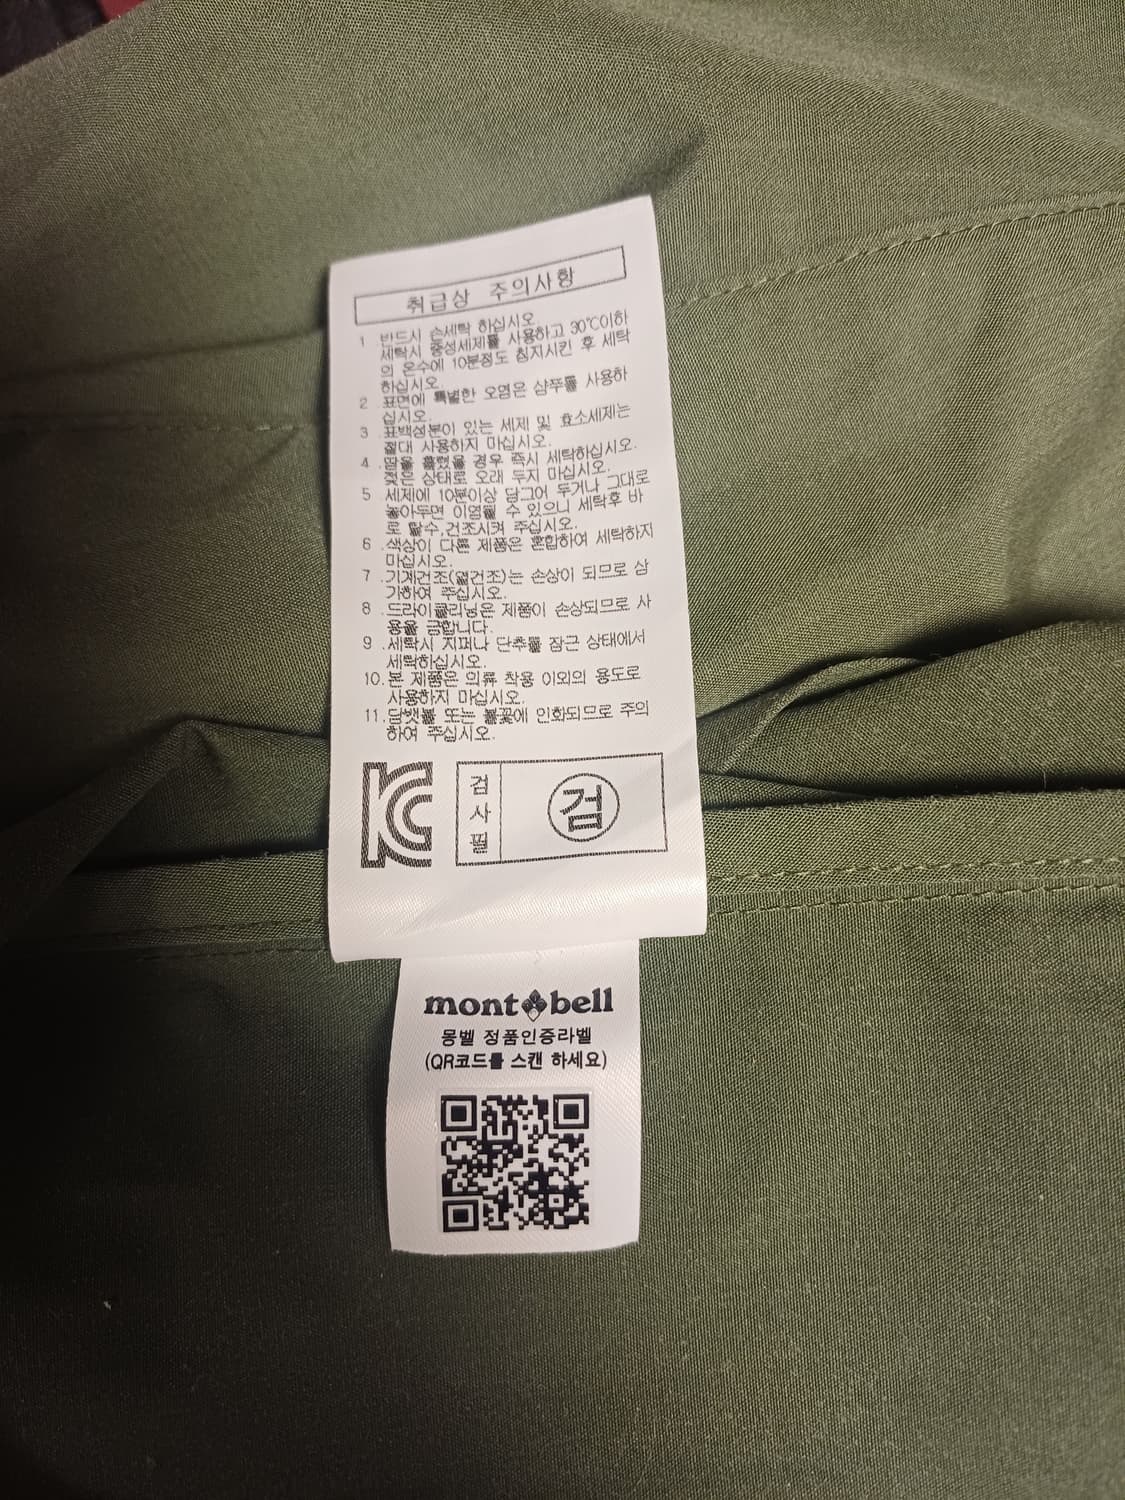 취급상 주의사항
1 .반드시 손세탁 하십시오.
세탁시 중성세제를 사용하고 30℃이하
의 온수에 10분정도 침지시킨 후 세탁
하십시오.
2 .표면에 특별한 오염은 샴푸를 사용하
십시오.
3 .표백성분이 있는 세제 및 효소세제는
절대 사용하지 마십시오.
4 .땀을 흘렸을 경우 즉시 세탁하십시오.
젖은 상태로 오래 두지 마십시오.
5 .세제에 10분이상 담그어 두거나 그대로
놓아두면 이염될 수 있으니 세탁후 바
로 탈수,건조시켜 주십시오.
6 .색상이 다른 제품은 혼합하여 세탁하지
마십시오.
7 .기계건조(열건조)는 손상이 되므로 삼
가하여 주십시오.
8 .드라이클리닝은 제품이 손상되므로 사
용을 금합니다.
9 .세탁시 지퍼나 단추를 잠근 상태에서
세탁하십시오.
10.본 제품은 의류 착용 이외의 용도로
사용하지 마십시오.
11.담뱃불 또는 불꽃에 인화되므로 주의
하여 주십시오.
KC
검사필
검
mont bell
몽벨 정품인증라벨
(QR코드를 스캔 하세요)